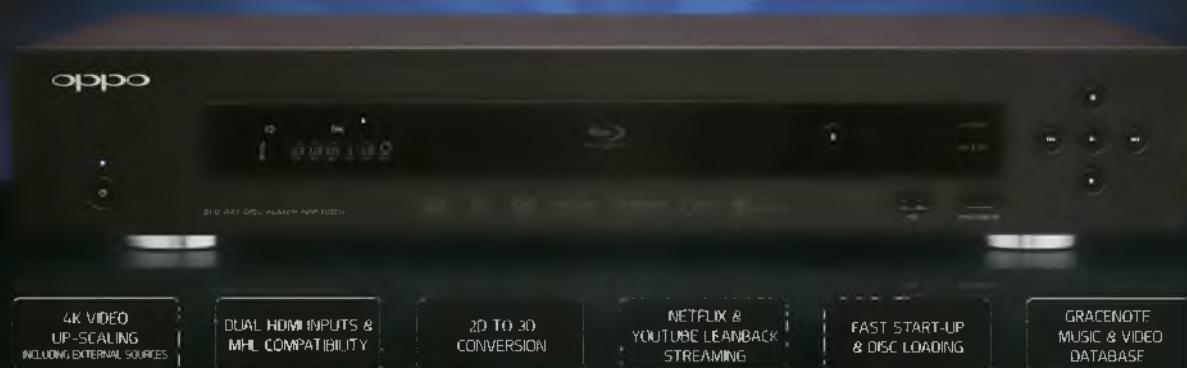 oppo
4K VIDEO
UP-SCALING
INCLUDING EXTERNAL SOURCES
DUAL HDMI INPUTS &
MHL COMPATIBILITY
2D TO 3D
CONVERSION
NETFLIX &
YOUTUBE LEANBACK
STREAMING
FAST START-UP
& DISC LOADING
GRACENOTE
MUSIC & VIDEO
DATABASE